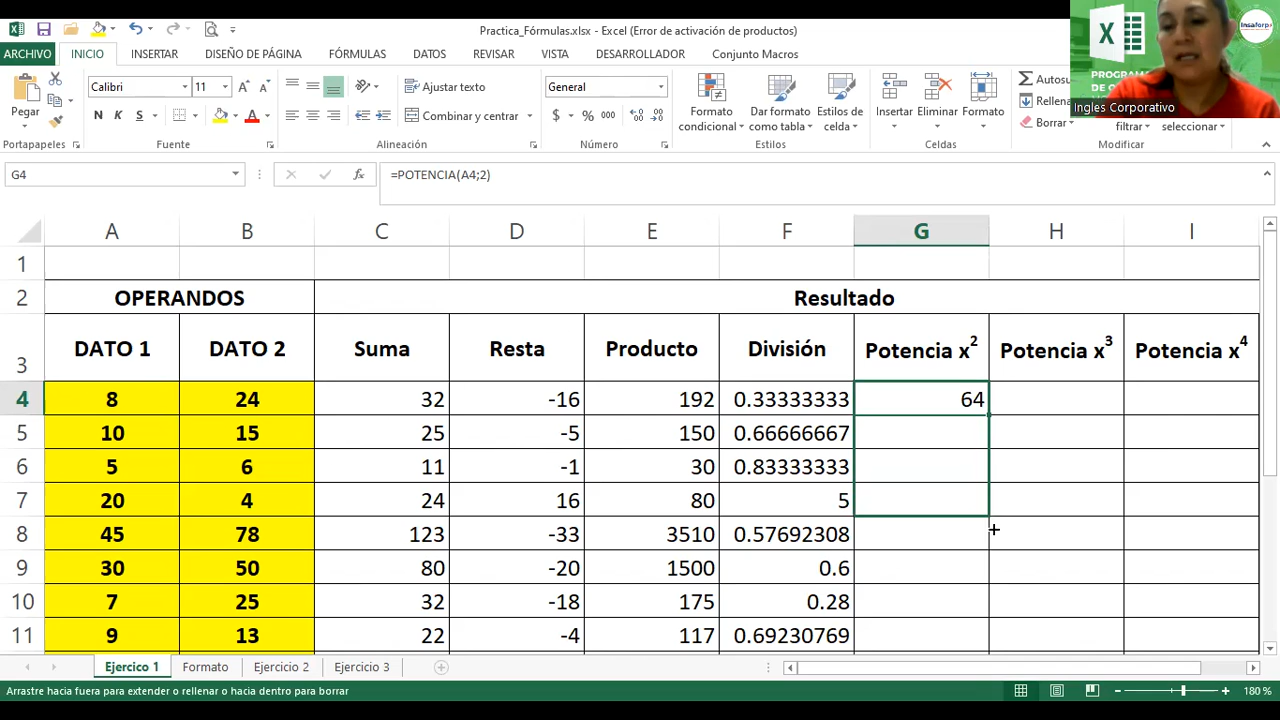 Practica_Fórmulas.xlsx - Excel (Error de activación de productos)
ARCHIVO INICIO INSERTAR DISEÑO DE PÁGINA FÓRMULAS DATOS REVISAR VISTA DESARROLLADOR Conjunto Macros
Pegar
Calibri 11
N K S
Ajustar texto
Combinar y centrar
General
$ % 000
Formato condicional
Dar formato como tabla
Estilos de celda
Insertar
Eliminar
Formato
Autosu
Rellena
Borrar
filtrar
seleccionar
Portapapeles Fuente Alineación Número Estilos Celdas Modificar
PROGRAM
Ingles Corporativo
Insaforp
G4 fx =POTENCIA(A4;2)
A B C D E F G H I
1
2 OPERANDOS Resultado
3 DATO 1 DATO 2 Suma Resta Producto División Potencia x² Potencia x³ Potencia x⁴
4 8 24 32 -16 192 0.33333333 64
5 10 15 25 -5 150 0.66666667
6 5 6 11 -1 30 0.83333333
7 20 4 24 16 80 5
8 45 78 123 -33 3510 0.57692308
9 30 50 80 -20 1500 0.6
10 7 25 32 -18 175 0.28
11 9 13 22 -4 117 0.69230769
Ejercico 1 Formato Ejercicio 2 Ejercicio 3
Arrastre hacia fuera para extender o rellenar o hacia dentro para borrar
180 %